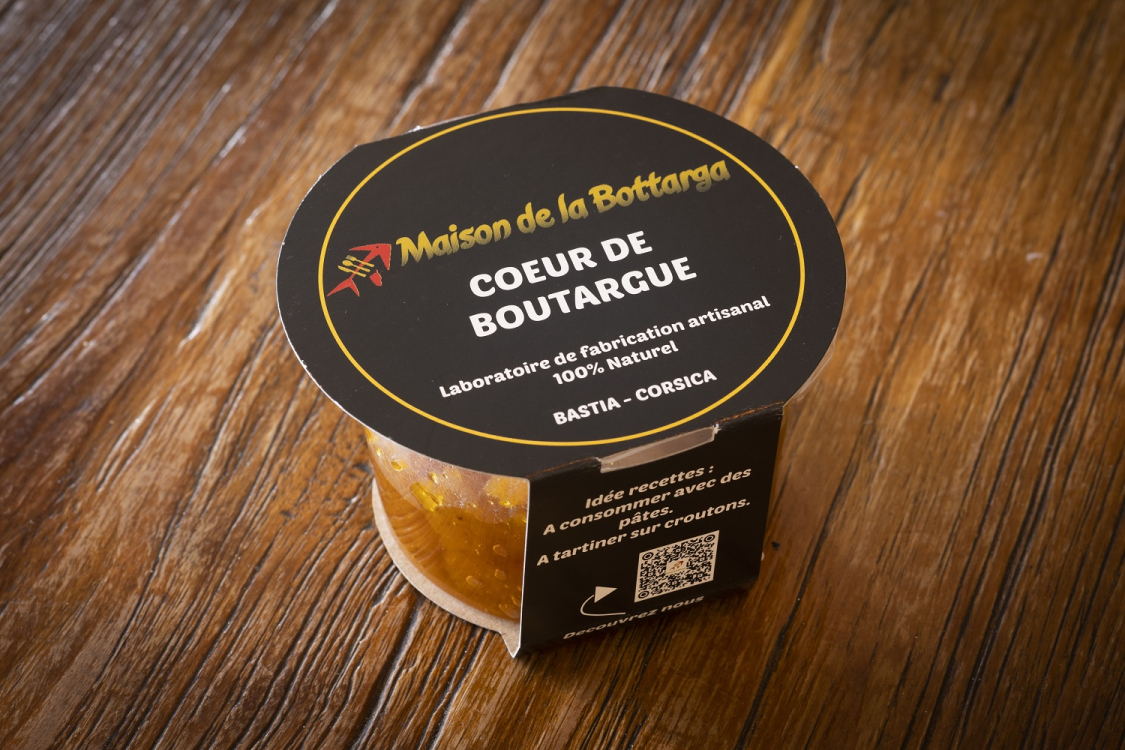 Maison de la Bottarga
COEUR DE
BOUTARGUE
Laboratoire de fabrication artisanal
100% Naturel
BASTIA - CORSICA
Idée recettes :
A consommer avec des
pâtes.
A tartiner sur croutons.
Decouvrez nous